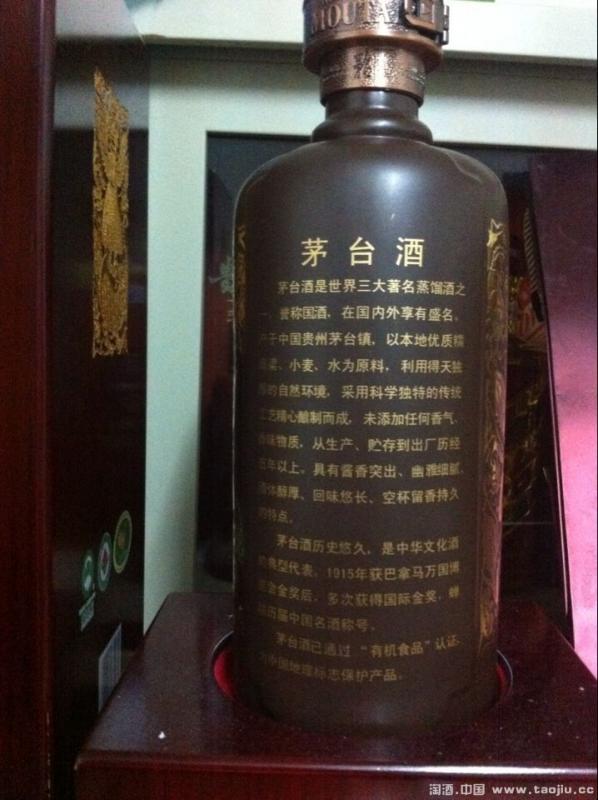 MOUTA
茅台酒
茅台酒是世界三大著名蒸馏酒之
一，誉称国酒，在国内外享有盛名。
产于中国贵州茅台镇，以本地优质糯
高粱、小麦、水为原料，利用得天独
厚的自然环境，采用科学独特的传统
工艺精心酿制而成，未添加任何香气、
香味物质，从生产、贮存到出厂历经
五年以上。具有酱香突出、幽雅细腻、
酒体醇厚、回味悠长、空杯留香持久
的特点。
茅台酒历史悠久，是中华文化酒
的典型代表，1915年获巴拿马万国博
览会金奖后，多次获得国际金奖，蝉
联历届中国名酒称号。
茅台酒已通过“有机食品”认证，
为中国地理标志保护产品。
淘酒.中国 www.taojiu.cc